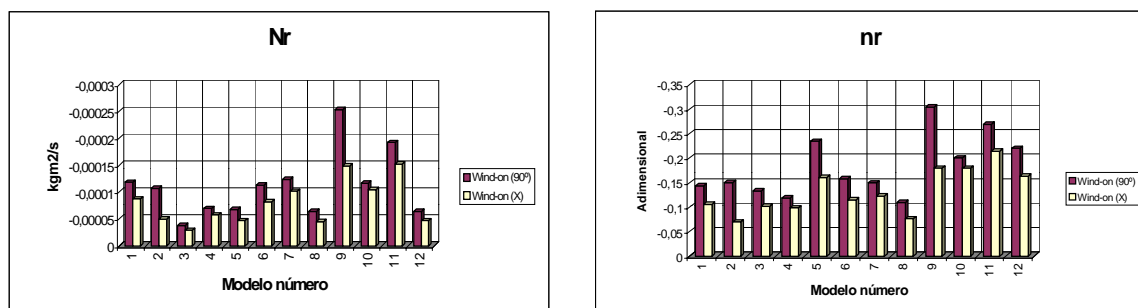 Nr
kgm2/s
-0,0003
-0,00025
-0,0002
-0,00015
-0,0001
-0,00005
0
1 2 3 4 5 6 7 8 9 10 11 12
Modelo número
Wind-on (90º)
Wind-on (X)
nr
Adimensional
-0,35
-0,3
-0,25
-0,2
-0,15
-0,1
-0,05
0
1 2 3 4 5 6 7 8 9 10 11 12
Modelo número
Wind-on (90º)
Wind-on (X)